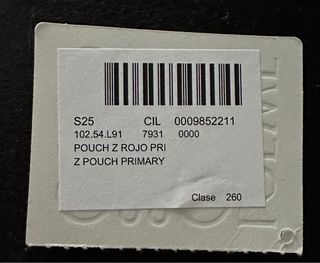 S25 CIL 0009852211
102.54.L91 7931 0000
POUCH Z ROJO PRI
Z POUCH PRIMARY
Clase 260